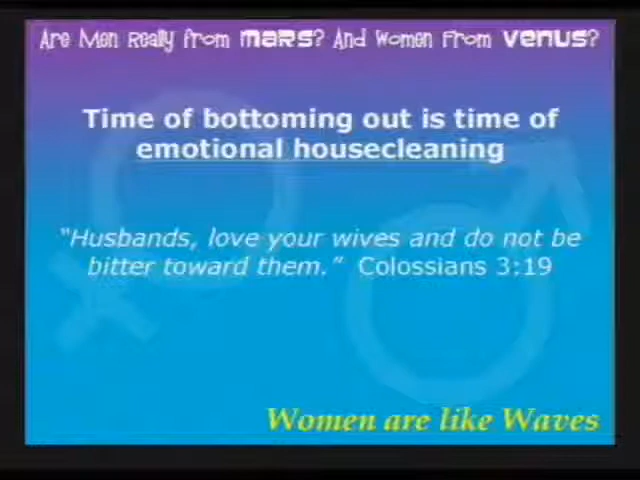 Are Men Really from MARS? And Women From VENUS?
Time of bottoming out is time of
emotional housecleaning
“Husbands, love your wives and do not be
bitter toward them.” Colossians 3:19
Women are like Waves